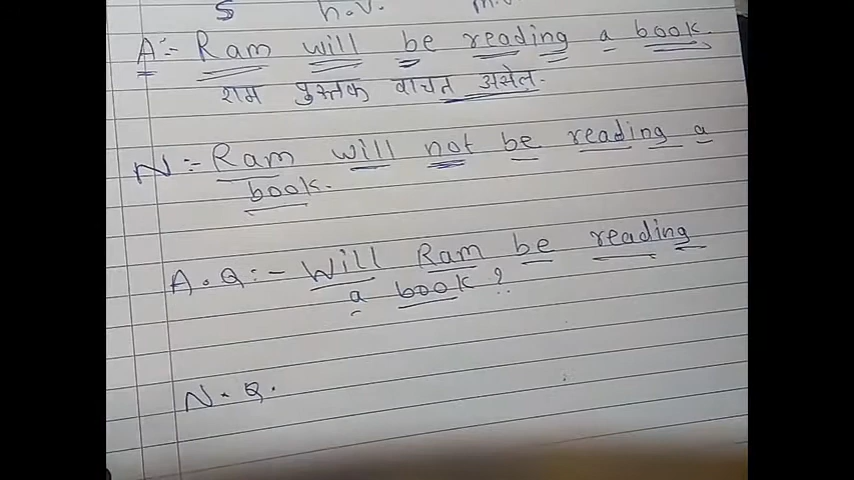 S h.v.
A:- Ram will be reading a book.
राम पुस्तक वाचत असेल.
N:- Ram will not be reading a
book.
A.Q:- Will Ram be reading
a book?
N.Q.